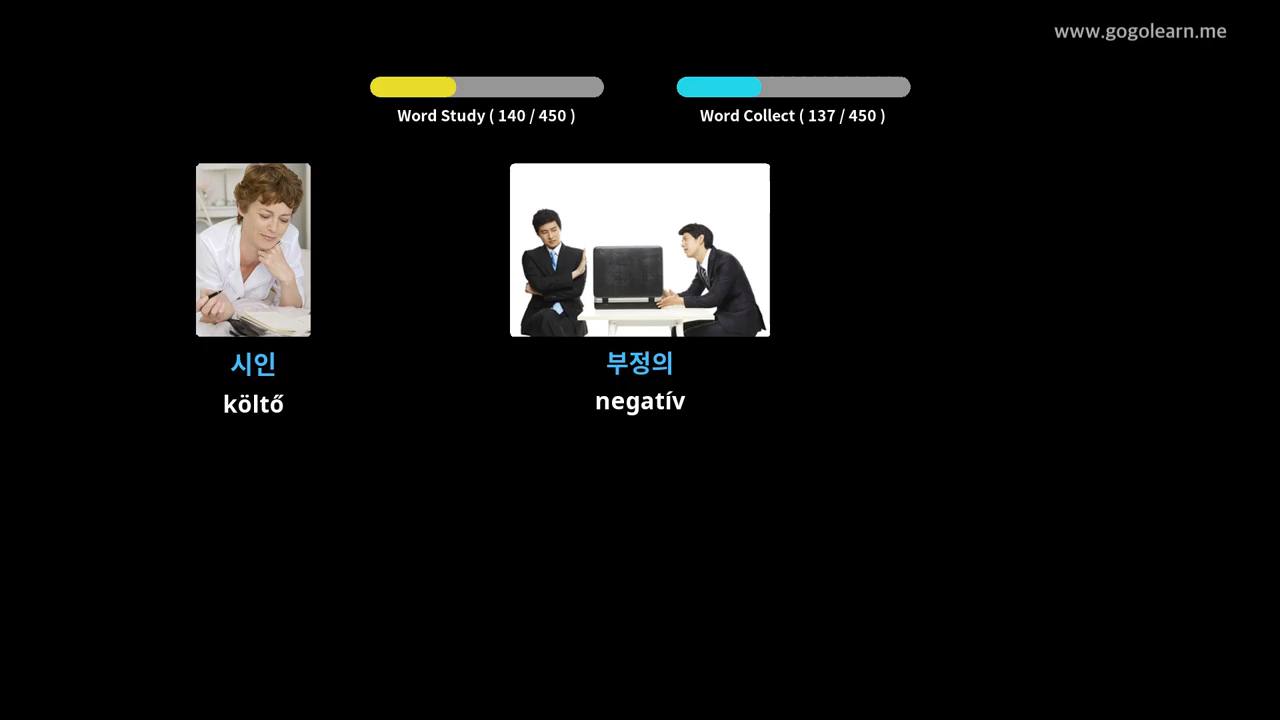 www.gogolearn.me
Word Study ( 140 / 450 )
Word Collect ( 137 / 450 )
시인
költő
부정의
negatív